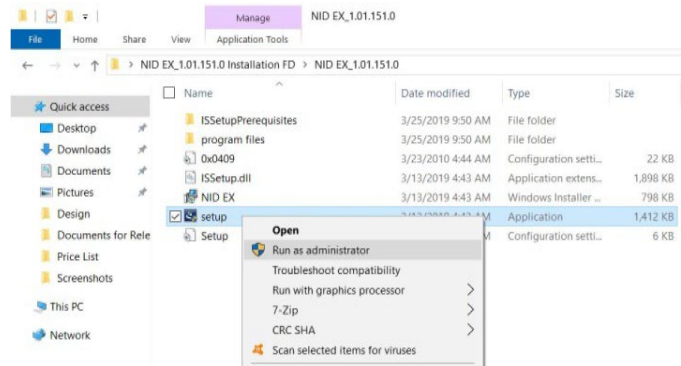 Manage
NID EX_1.01.151.0
File
Home
Share
View
Application Tools
NID EX_1.01.151.0 Installation FD > NID EX_1.01.151.0
Name
Date modified
Type
Size
Quick access
Desktop
Downloads
Documents
Pictures
Design
Documents for Rele
Price List
Screenshots
This PC
Network
ISSetupPrerequisites 3/25/2019 9:50 AM File folder
program files 3/25/2019 9:50 AM File folder
0x0409 3/23/2010 4:44 AM Configuration setti... 22 KB
ISSetup.dll 3/13/2019 4:43 AM Application extens... 1,898 KB
NID EX 3/13/2019 4:43 AM Windows Installer ... 798 KB
setup 3/13/2019 4:43 AM Application 1,412 KB
Setup M Configuration setti... 6 KB
Open
Run as administrator
Troubleshoot compatibility
Run with graphics processor
7-Zip
CRC SHA
Scan selected items for viruses